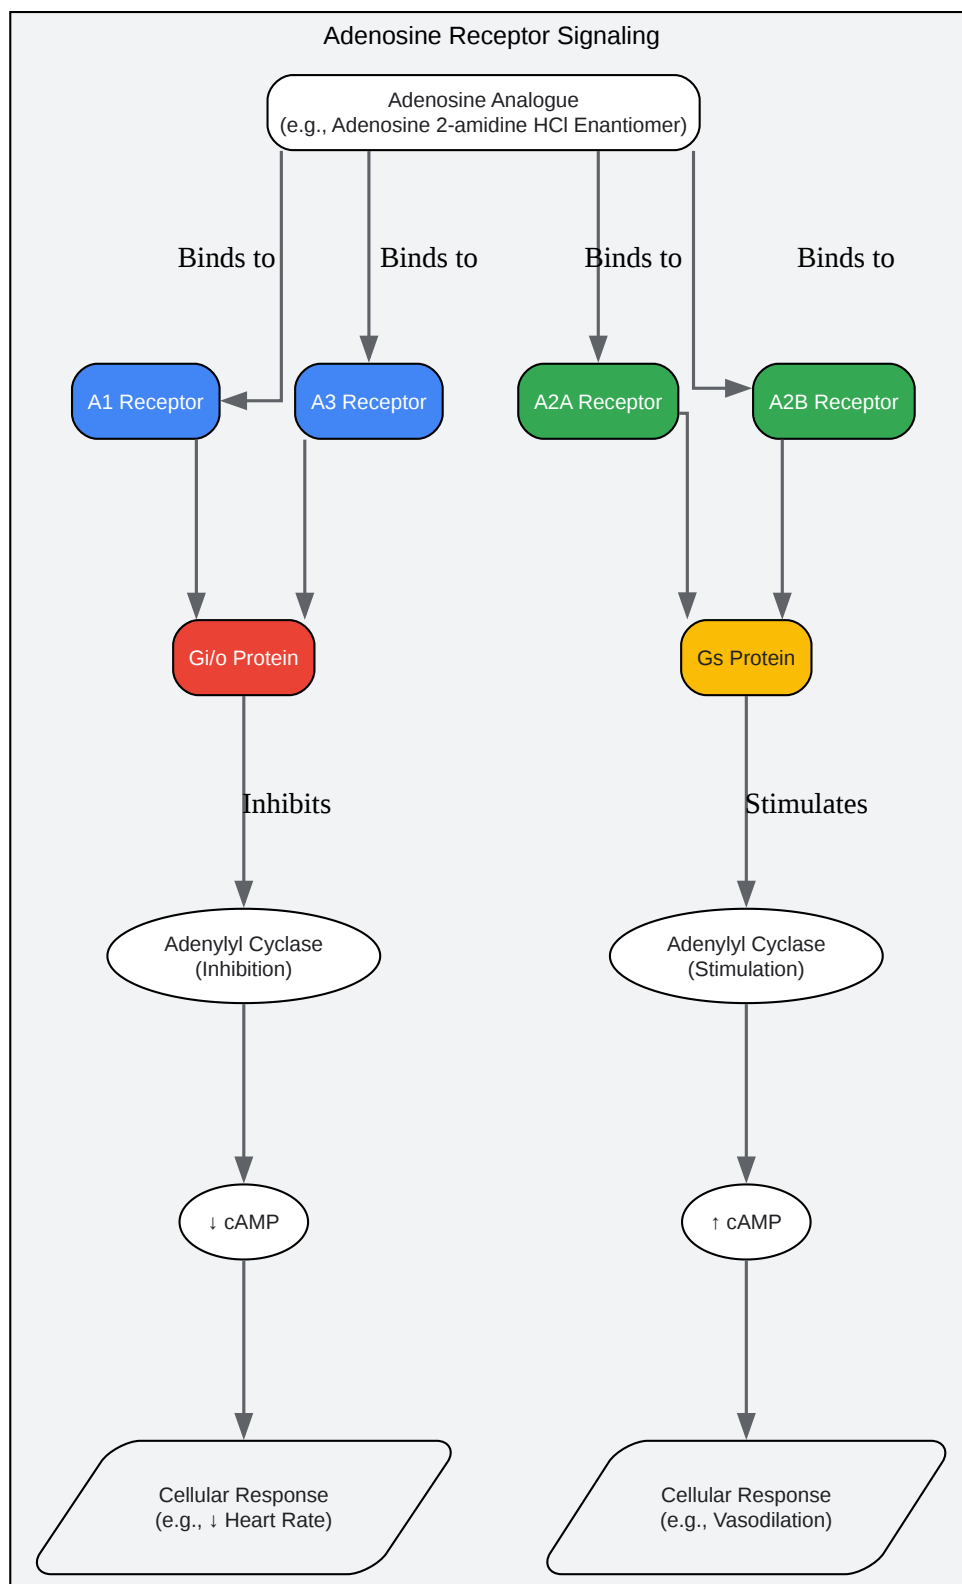 Adenosine Receptor Signaling
Adenosine Analogue
(e.g., Adenosine 2-amidine HCl Enantiomer)
Binds to
Binds to
Binds to
Binds to
A1 Receptor
A3 Receptor
A2A Receptor
A2B Receptor
Gi/o Protein
Gs Protein
Inhibits
Stimulates
Adenylyl Cyclase
(Inhibition)
Adenylyl Cyclase
(Stimulation)
↓ cAMP
↑ cAMP
Cellular Response
(e.g., ↓ Heart Rate)
Cellular Response
(e.g., Vasodilation)